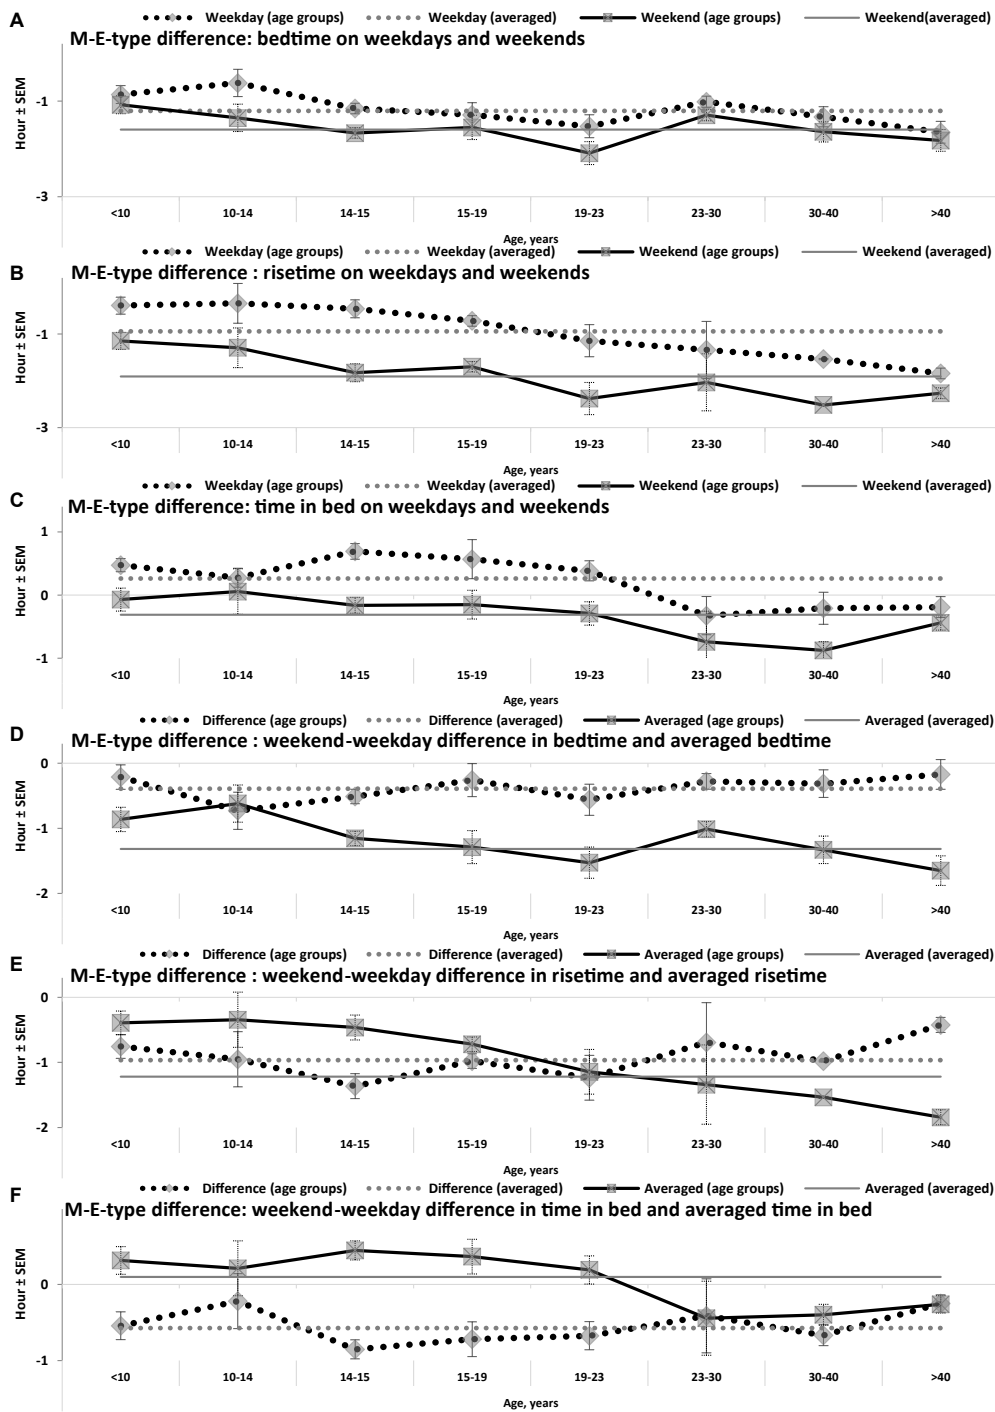 A
Weekday (age groups) Weekday (averaged) Weekend (age groups) Weekend(averaged)
M-E-type difference: bedtime on weekdays and weekends
Hour ± SEM
-1
-3
<10 10-14 14-15 15-19 19-23 23-30 30-40 >40
Age, years
Weekday (age groups) Weekday (averaged) Weekend (age groups) Weekend (averaged)
B
M-E-type difference : risetime on weekdays and weekends
Hour ± SEM
-1
-3
<10 10-14 14-15 15-19 19-23 23-30 30-40 >40
Age, years
Weekday (age groups) Weekday (averaged) Weekend (age groups) Weekend (averaged)
C
M-E-type difference: time in bed on weekdays and weekends
Hour ± SEM
1
0
-1
<10 10-14 14-15 15-19 19-23 23-30 30-40 >40
Age, years
Difference (age groups) Difference (averaged) Averaged (age groups) Averaged (averaged)
D
M-E-type difference : weekend-weekday difference in bedtime and averaged bedtime
Hour ± SEM
0
-1
-2
<10 10-14 14-15 15-19 19-23 23-30 30-40 >40
Age, years
Difference (age groups) Difference (averaged) Averaged (age groups) Averaged (averaged)
E
M-E-type difference : weekend-weekday difference in risetime and averaged risetime
Hour ± SEM
0
-1
-2
<10 10-14 14-15 15-19 19-23 23-30 30-40 >40
Age, years
Difference (age groups) Difference (averaged) Averaged (age groups) Averaged (averaged)
F
M-E-type difference: weekend-weekday difference in time in bed and averaged time in bed
Hour ± SEM
0
-1
<10 10-14 14-15 15-19 19-23 23-30 30-40 >40
Age, years